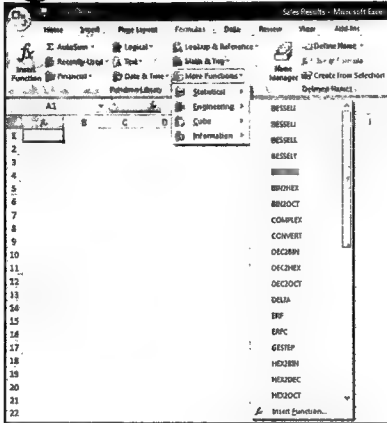 Sales Results - Microsoft Excel
Home Insert Page Layout Formulas Data Review View Add-Ins
Insert Function
Σ AutoSum
Recently Used
Financial
Logical
Text
Date & Time
Lookup & Reference
Math & Trig
More Functions
Function Library
Name Manager
Define Name
Create from Selection
Defined Names
A1
Statistical
Engineering
Cube
Information
B C D
I
BESSELI
BESSELJ
BESSELK
BESSELY
BIN2HEX
BIN2OCT
COMPLEX
CONVERT
DEC2BIN
DEC2HEX
DEC2OCT
DELTA
ERF
ERFC
GESTEP
HEX2BIN
HEX2DEC
HEX2OCT
Insert Function...
1
2
3
4
5
6
7
8
9
10
11
12
13
14
15
16
17
18
19
20
21
22